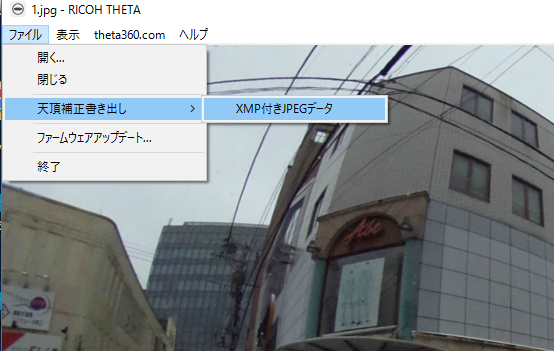 1.jpg - RICOH THETA
ファイル 表示 theta360.com ヘルプ
開く...
閉じる
天頂補正書き出し
XMP付きJPEGデータ
ファームウェアアップデート...
終了